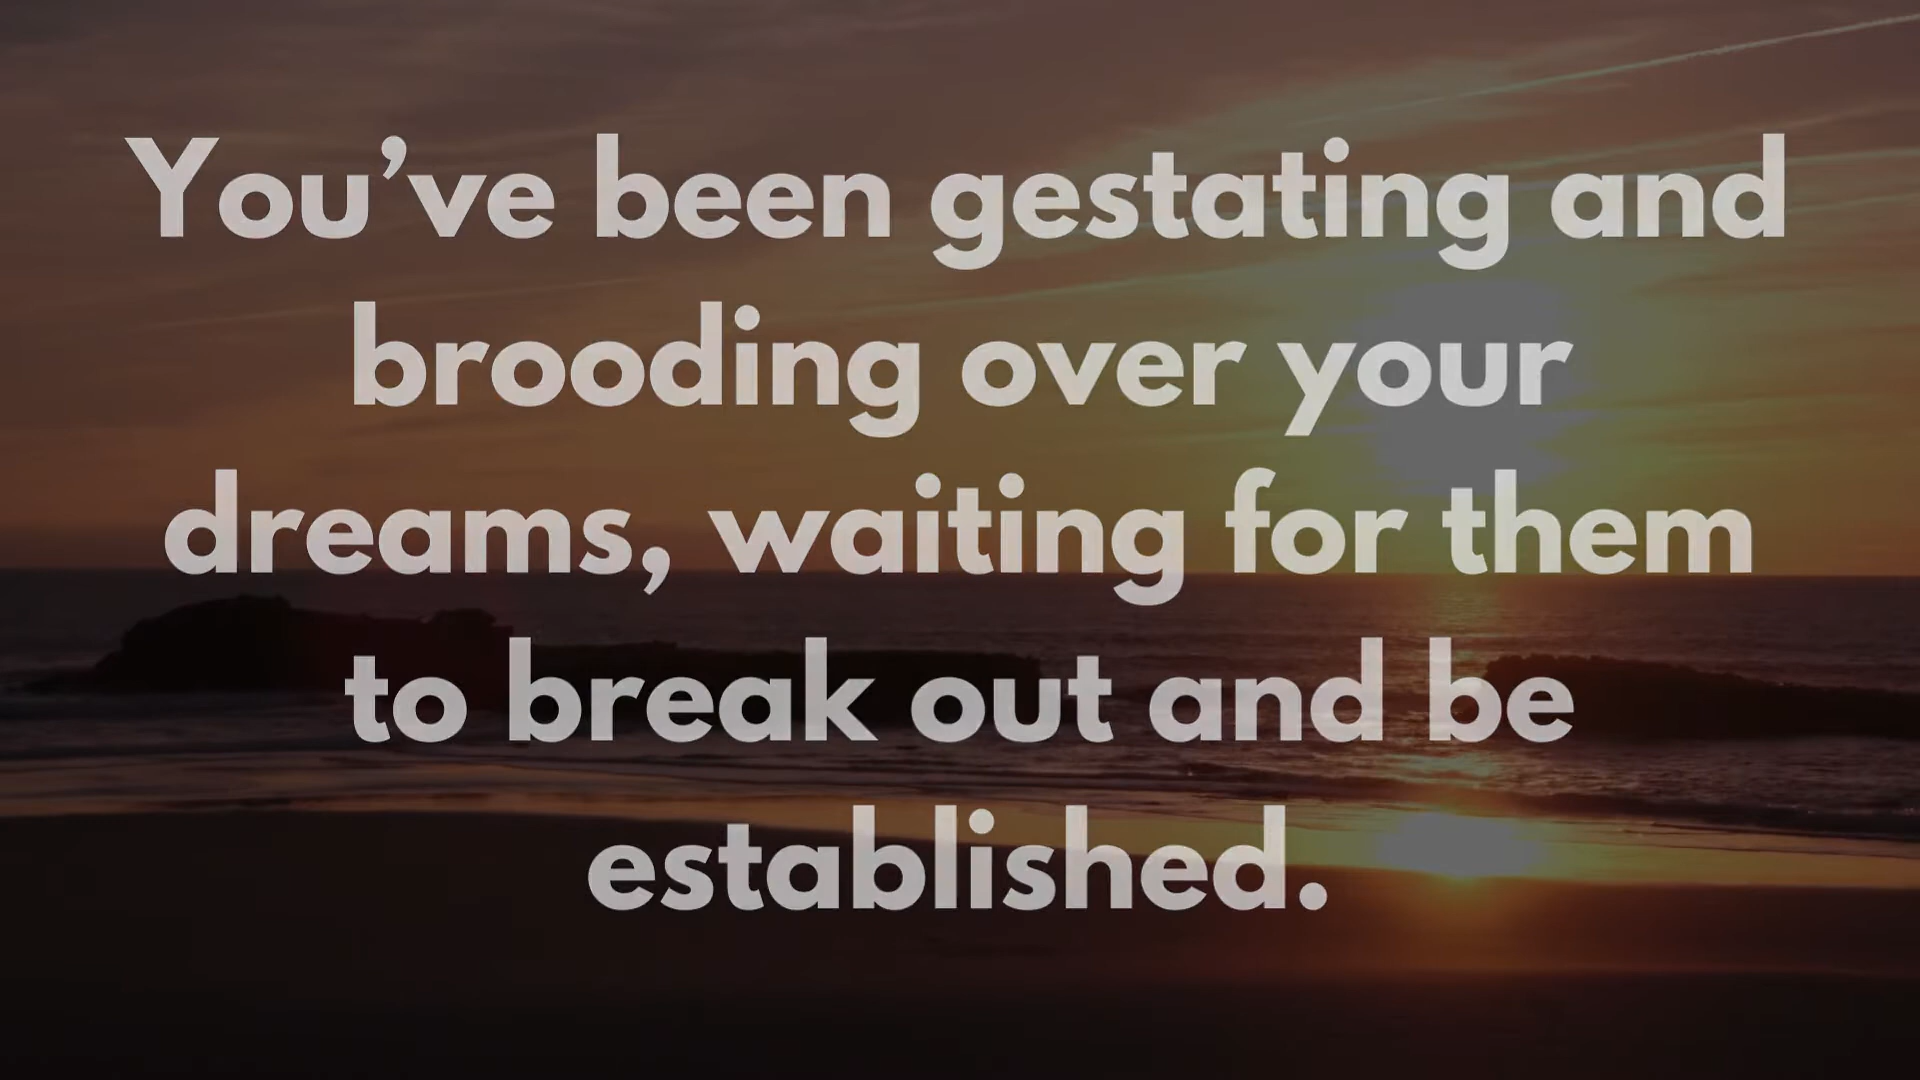 You’ve been gestating and
brooding over your
dreams, waiting for them
to break out and be
established.